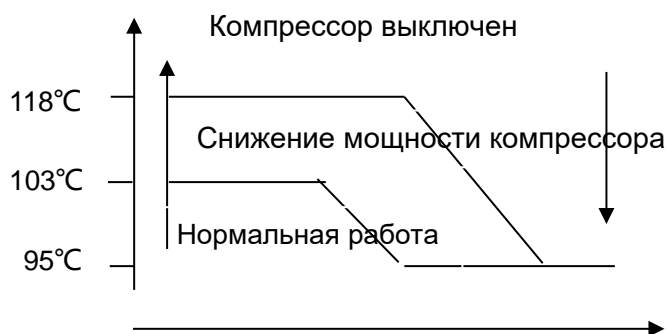 Компрессор выключен
118℃
Снижение мощности компрессора
103℃
Нормальная работа
95℃